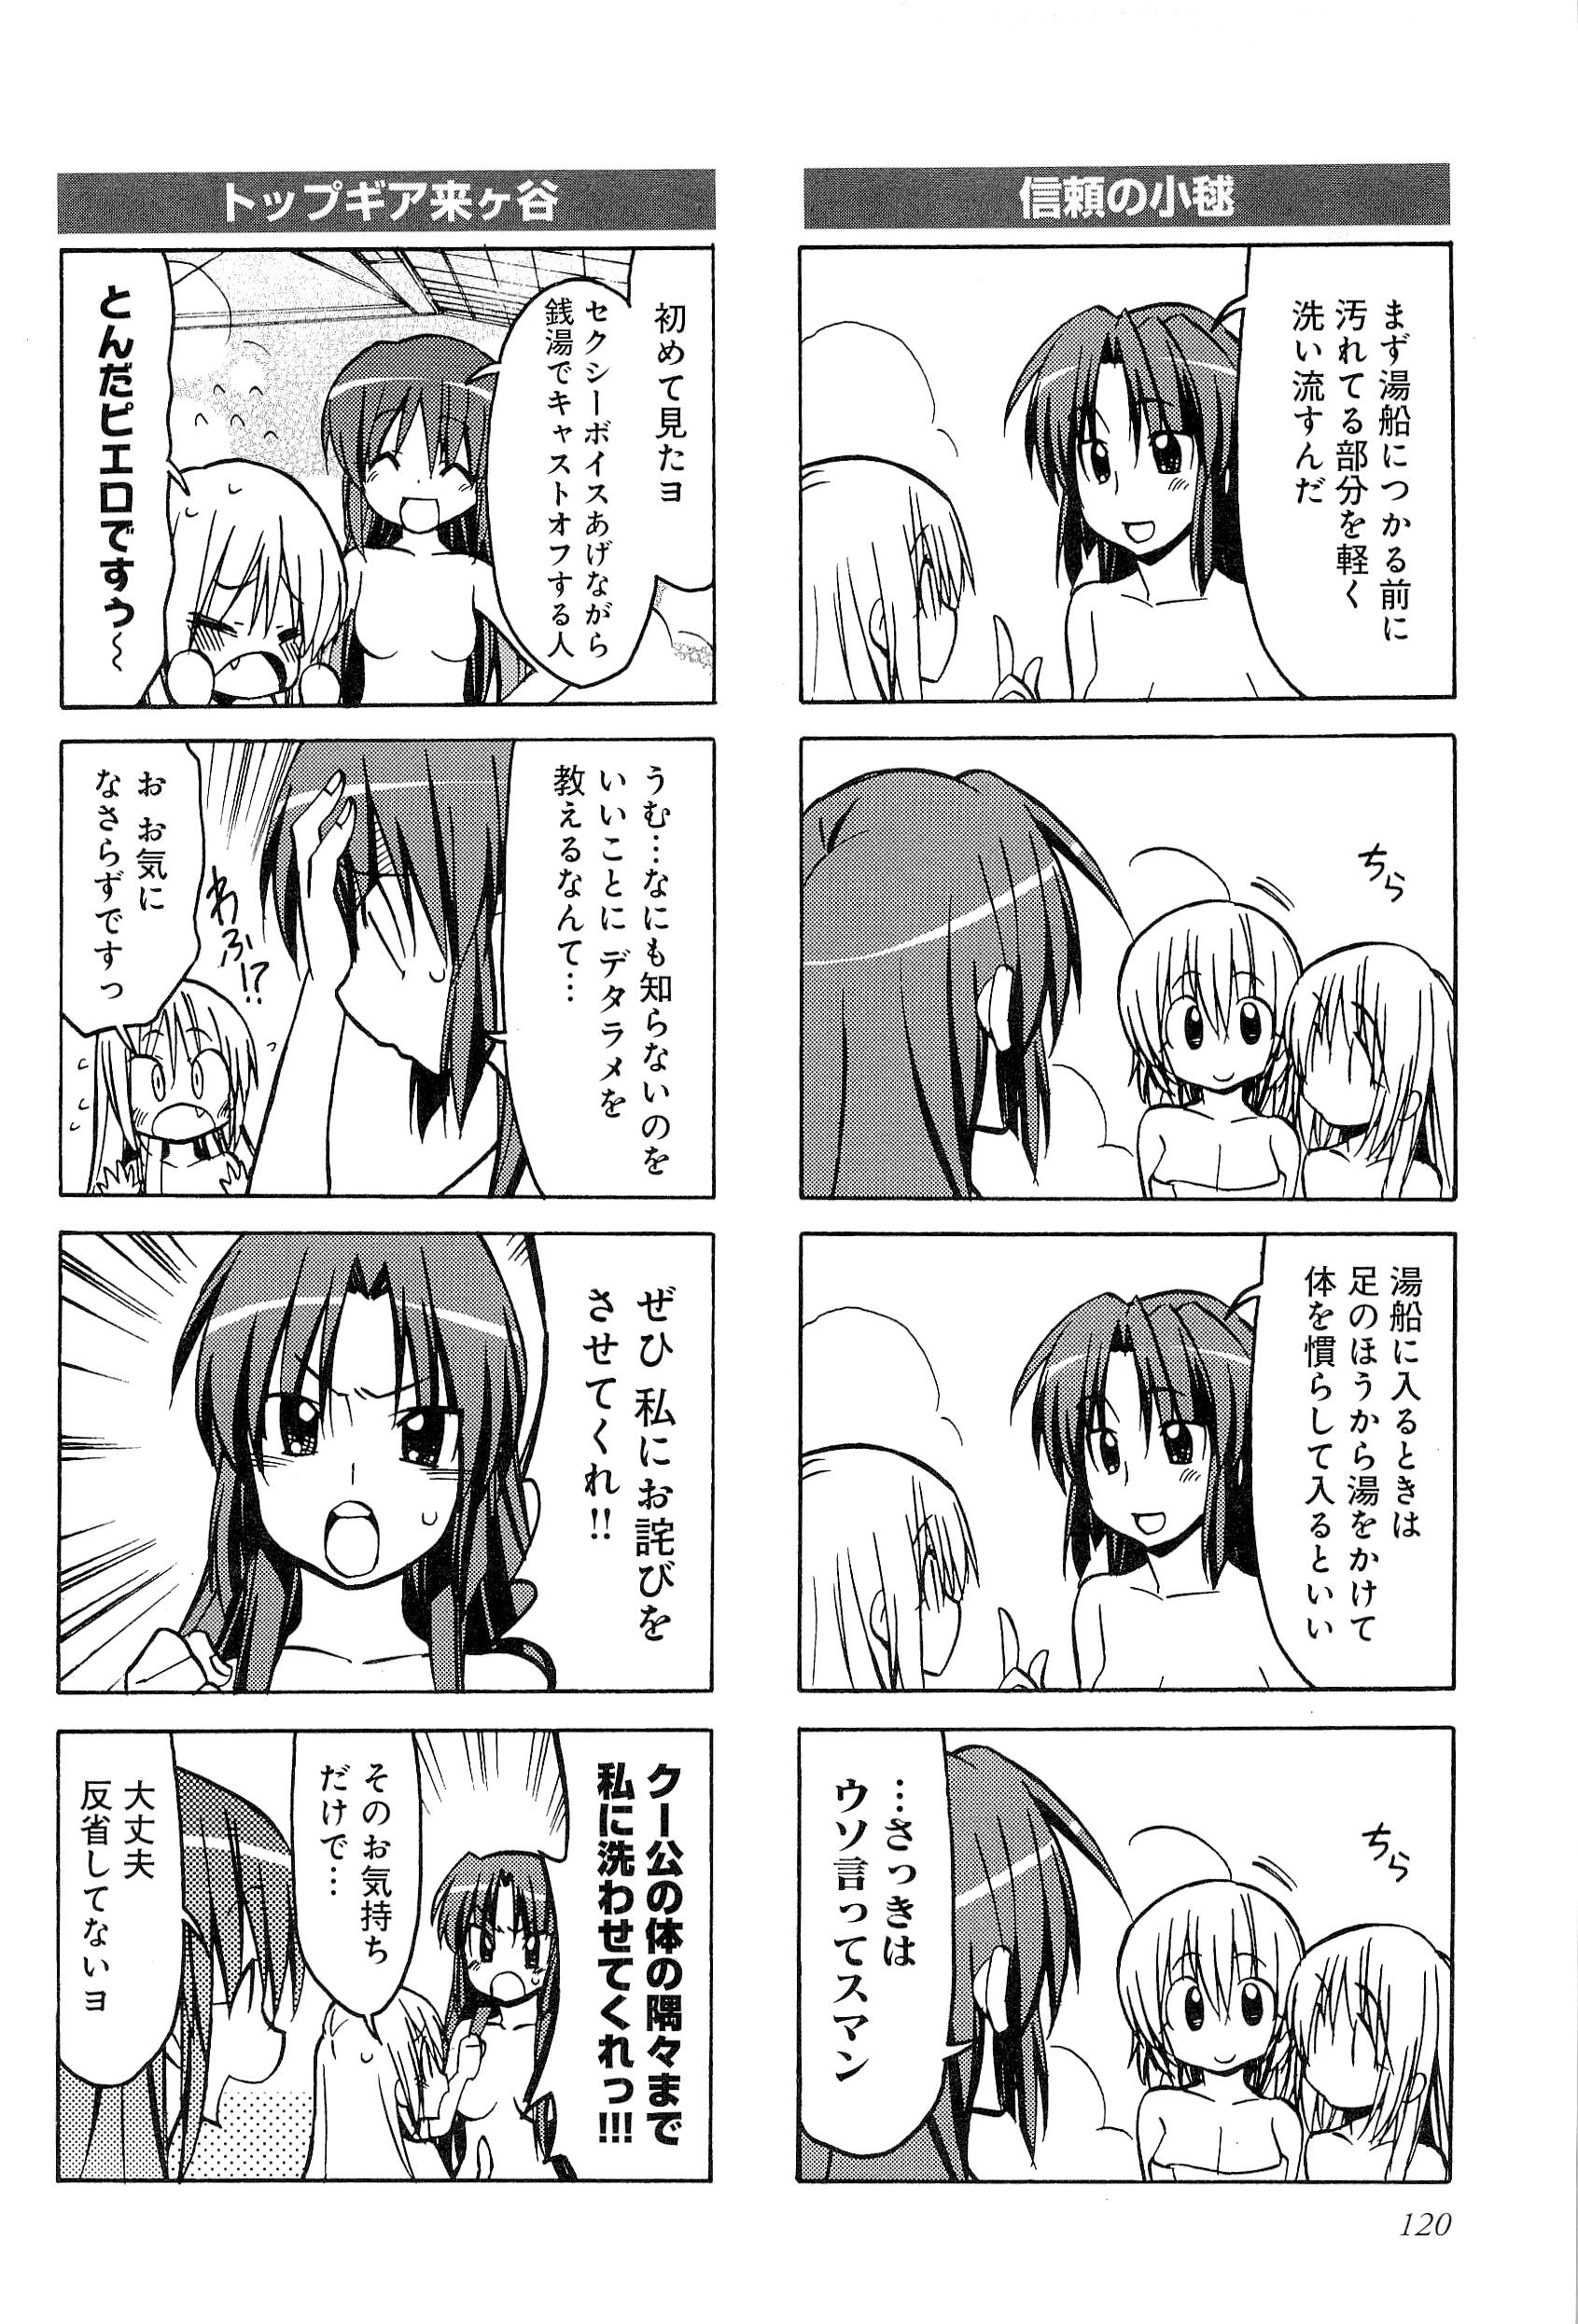 信頼の小毬
まず湯船につかる前に
汚れてる部分を軽く
洗い流すんだ
ちら
湯船に入るときは
足のほうから湯をかけて
体を慣らして入るといい
ちら
…さっきは
ウソ言ってスマン
トップギア来ヶ谷
初めて見たヨ
セクシーボイスあげながら
銭湯でキャストオフする人
とんだピエロですぅ〜
うむ…なにも知らないのを
いいことにデタラメを
教えるなんて…
わふ!?
お お気に
なさらずですっ
ぜひ 私にお詫びを
させてくれ!!
クー公の体の隅々まで
私に洗わせてくれっ!!!
そのお気持ち
だけで…
大丈夫
反省してないヨ
120